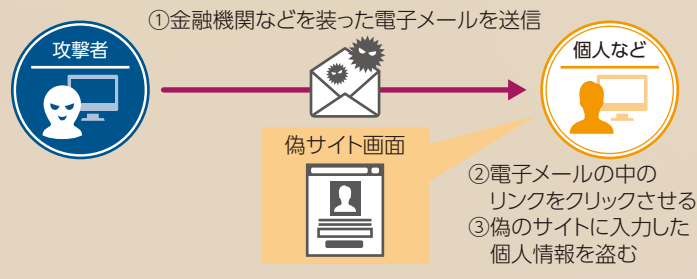 ①金融機関などを装った電子メールを送信
攻撃者
個人など
偽サイト画面
②電子メールの中の
リンクをクリックさせる
③偽のサイトに入力した
個人情報を盗む